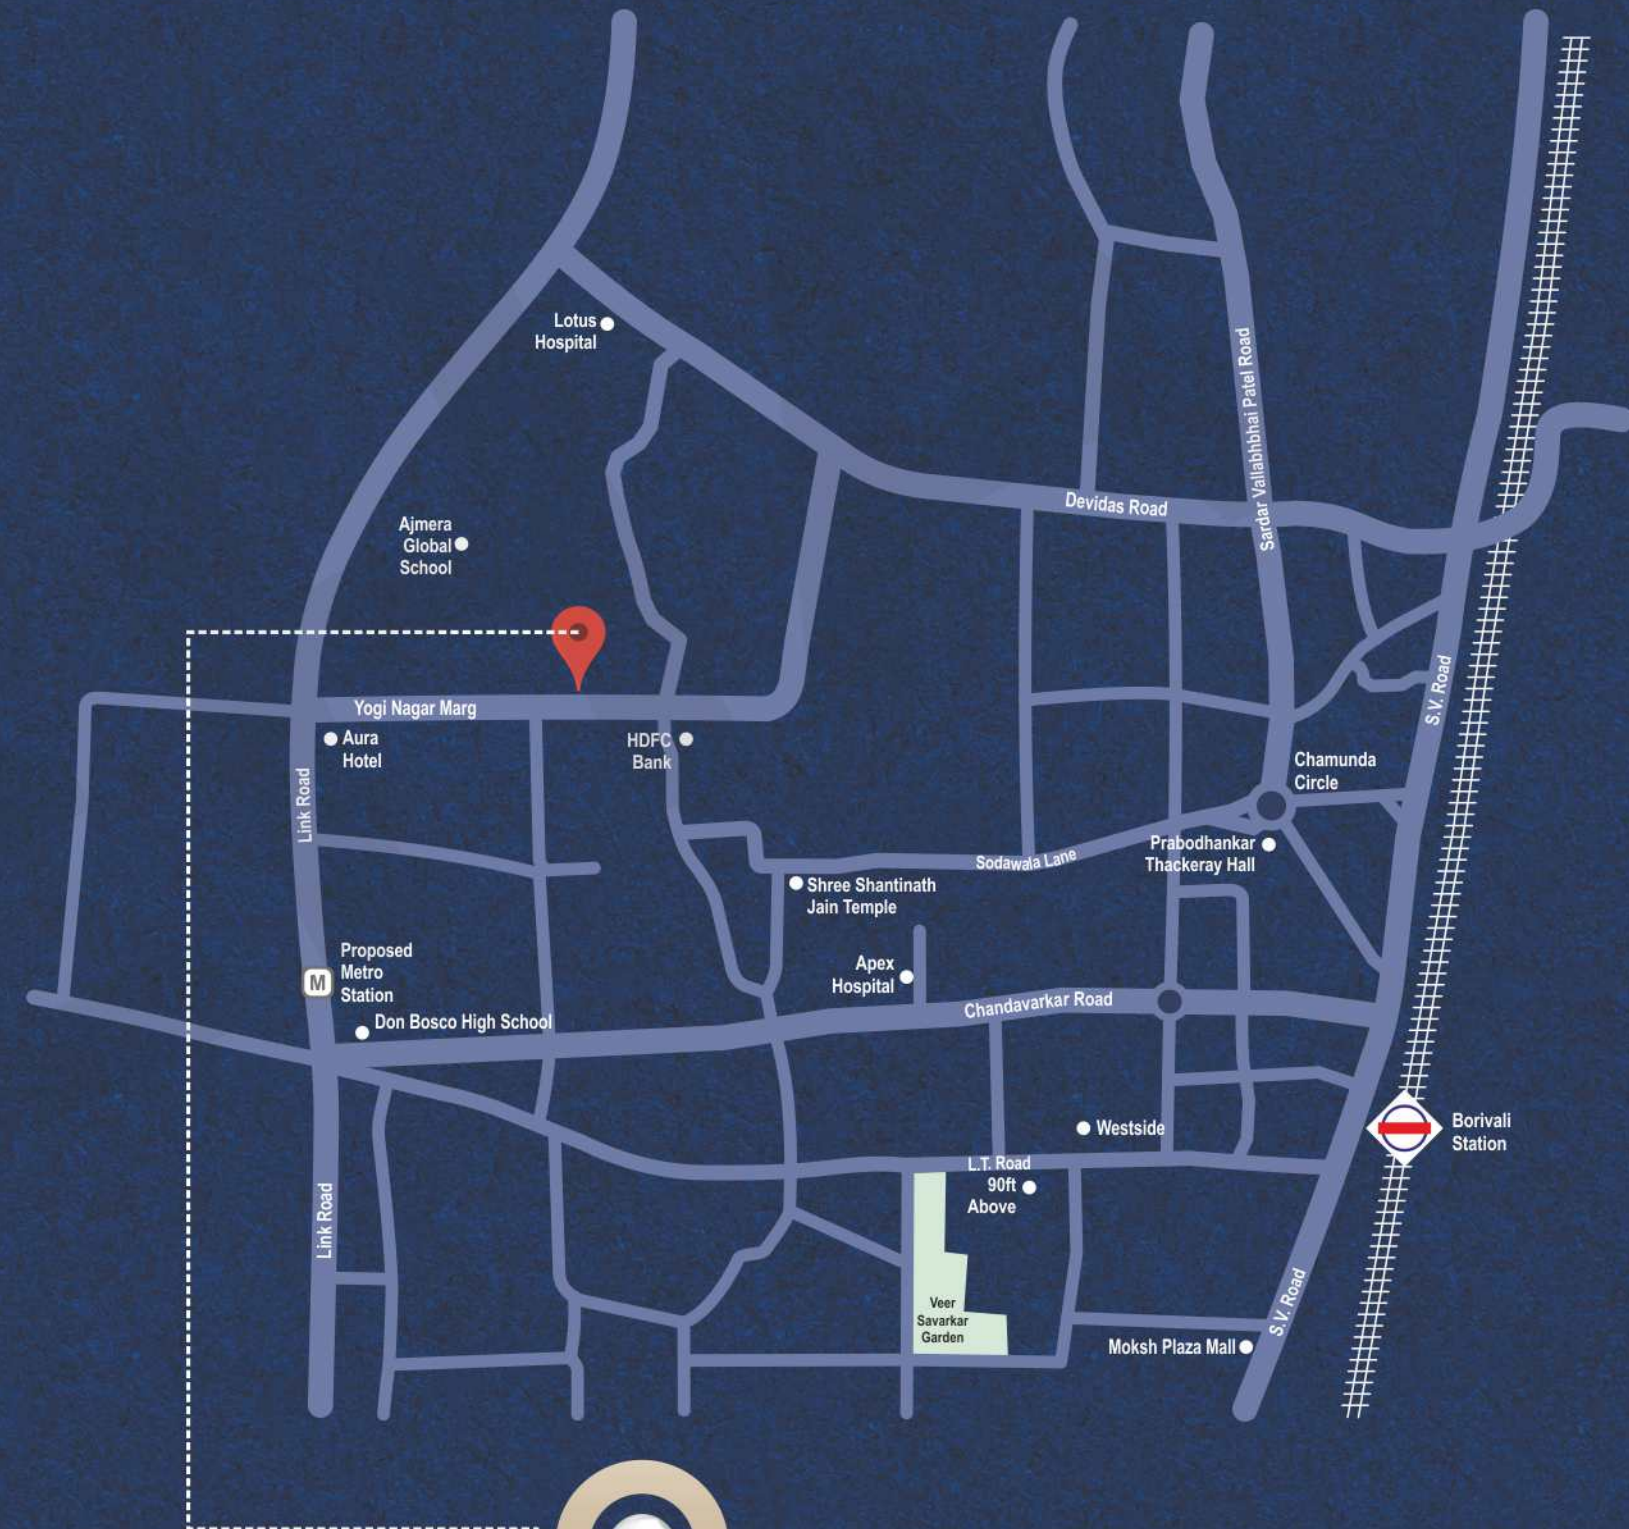 Lotus
Hospital
Sardar Vallabhbhai Patel Road
Devidas Road
Ajmera
Global
School
S.V. Road
Yogi Nagar Marg
Aura
Hotel
HDFC
Bank
Link Road
Chamunda
Circle
Prabodhankar
Thackeray Hall
Sodawala Lane
Shree Shantinath
Jain Temple
Proposed
Metro
Station
M
Apex
Hospital
Chandavarkar Road
Don Bosco High School
Westside
Borivali
Station
L.T. Road
90ft
Above
Link Road
Veer
Savarkar
Garden
S.V. Road
Moksh Plaza Mall